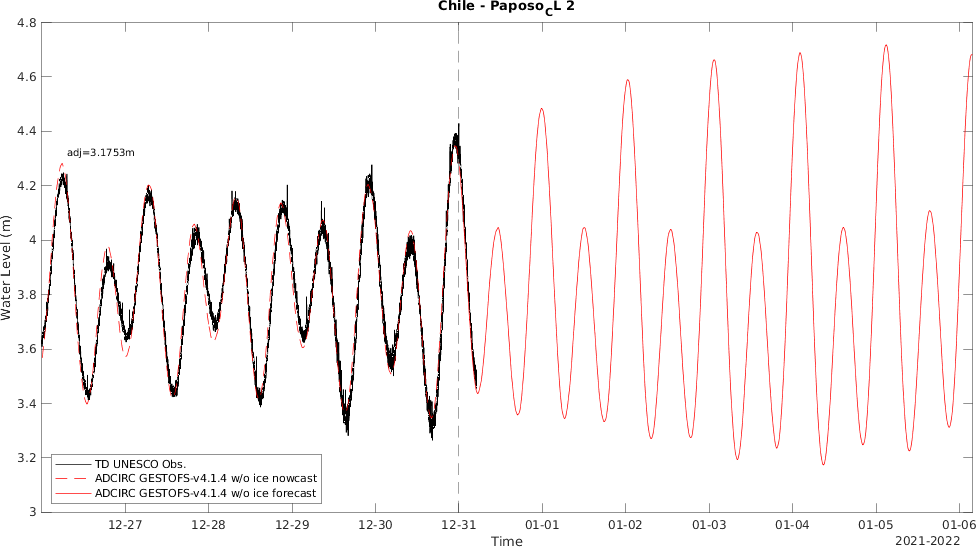 Chile - PaposoCL 2
4.8
4.6
4.4
4.2
4
3.8
3.6
3.4
3.2
3
Water Level (m)
adj=3.1753m
TD UNESCO Obs.
ADCIRC GESTOFS-v4.1.4 w/o ice nowcast
ADCIRC GESTOFS-v4.1.4 w/o ice forecast
12-27 12-28 12-29 12-30 12-31 01-01 01-02 01-03 01-04 01-05 01-06
Time
2021-2022